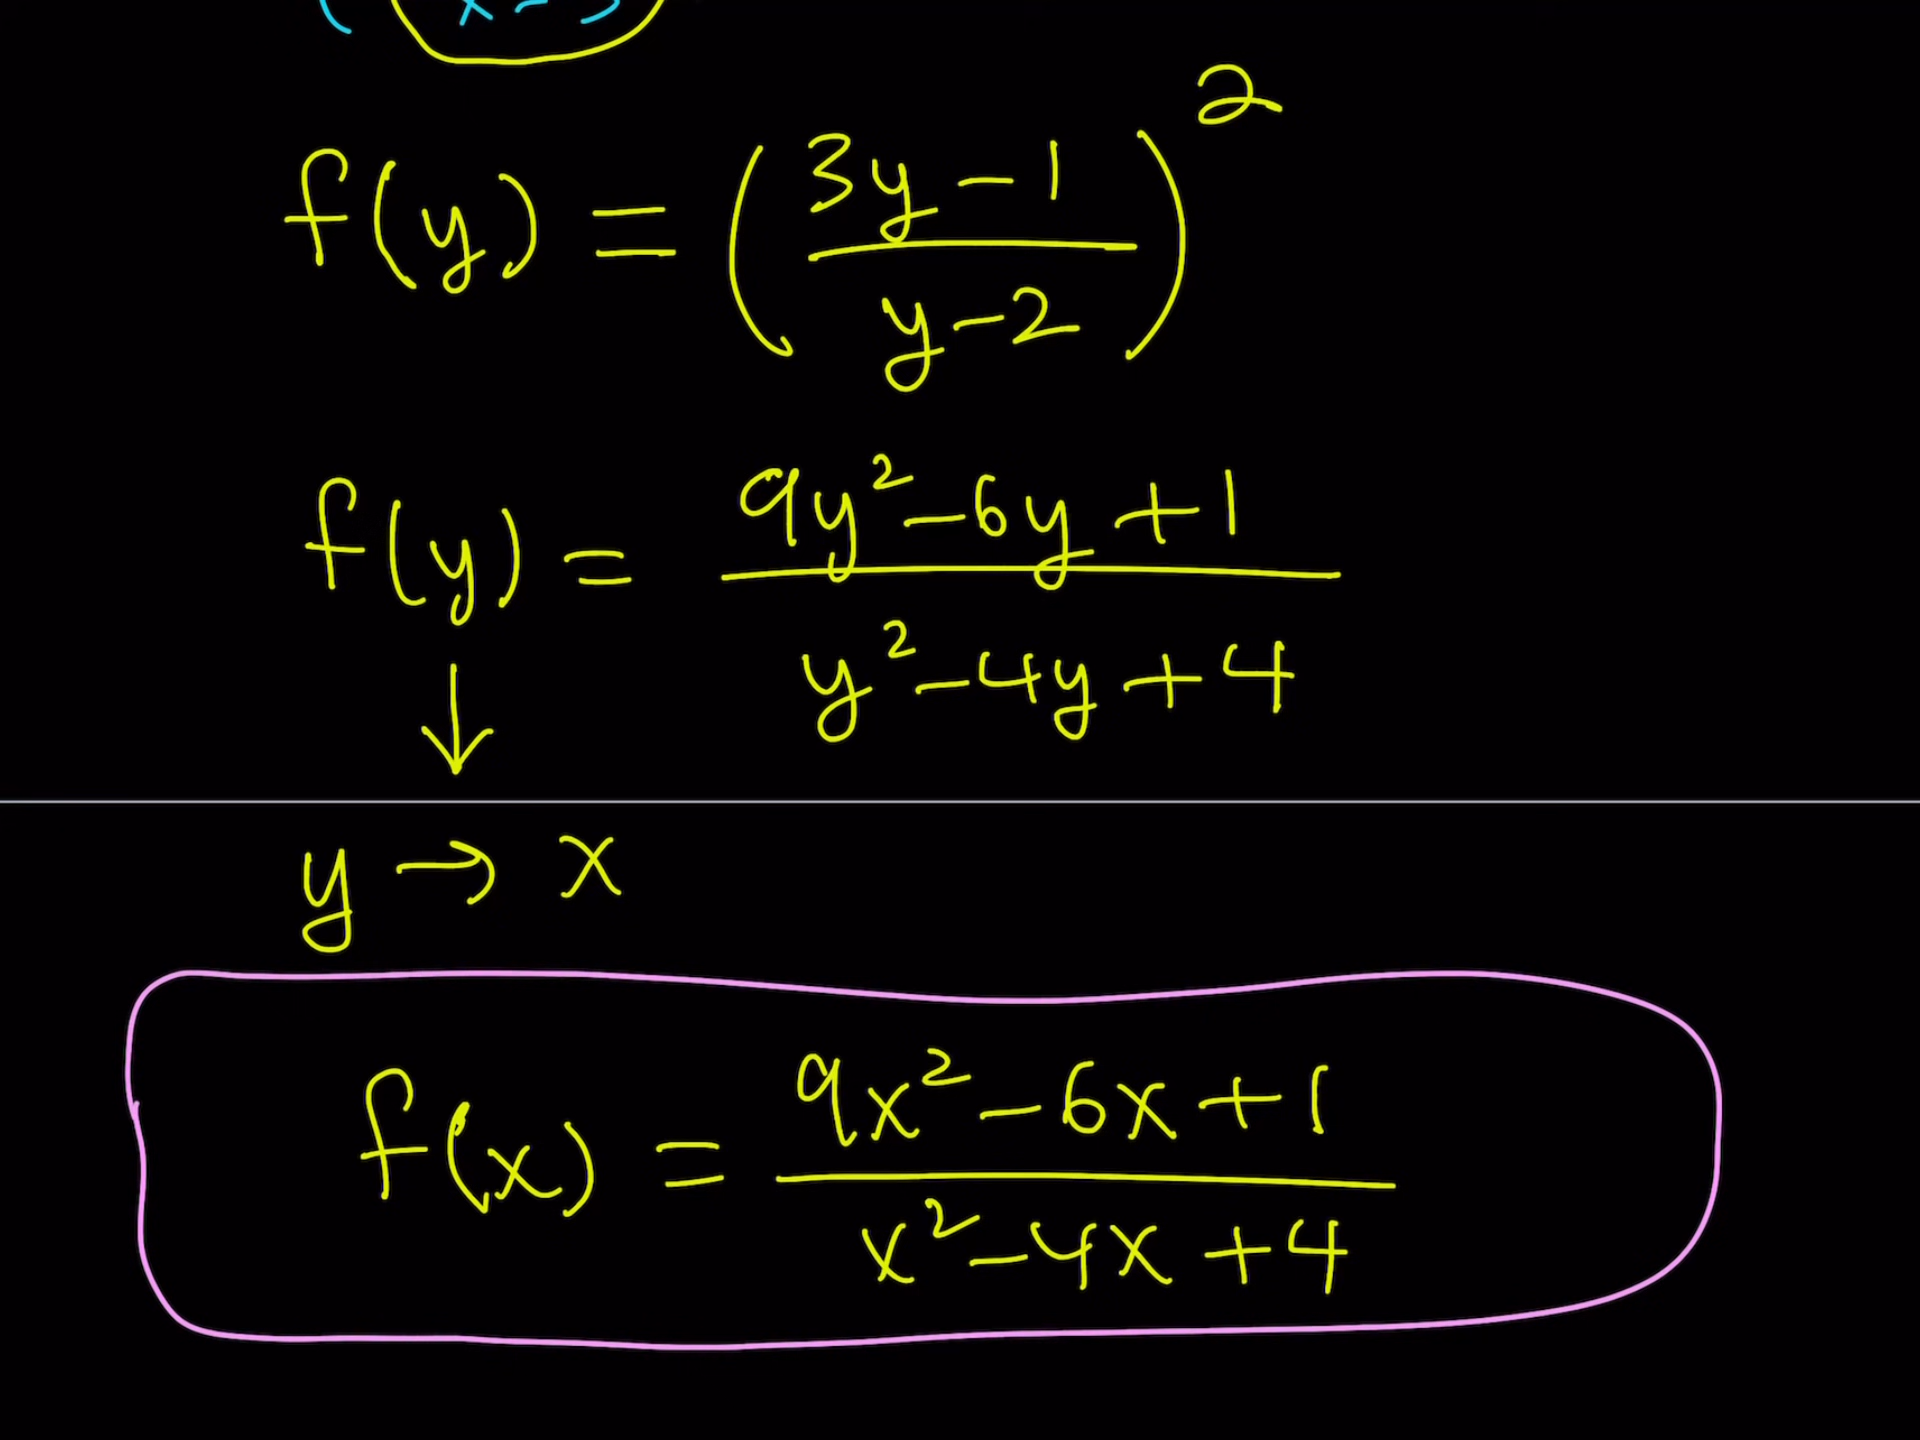 f(y) = (3y - 1 / y - 2)²
f(y) = 9y² - 6y + 1 / y² - 4y + 4
↓
y → x
f(x) = 9x² - 6x + 1 / x² - 4x + 4